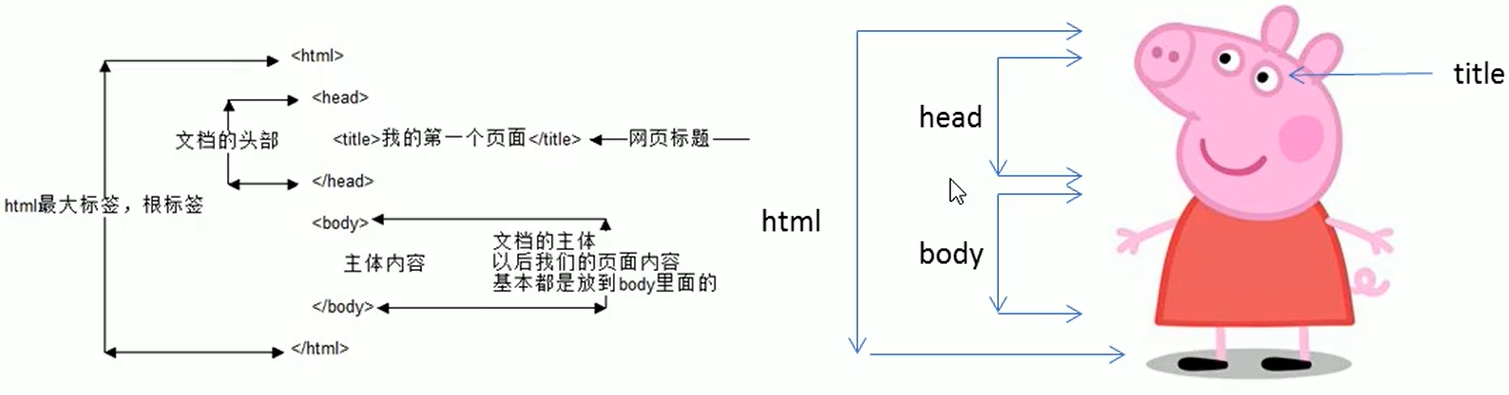 <html>
<head>
文档的头部
<title>我的第一个页面</title>
网页标题
</head>
html最大标签，根标签
<body>
主体内容
文档的主体
以后我们的页面内容
基本都是放到body里面的
</body>
</html>
html
head
body
title